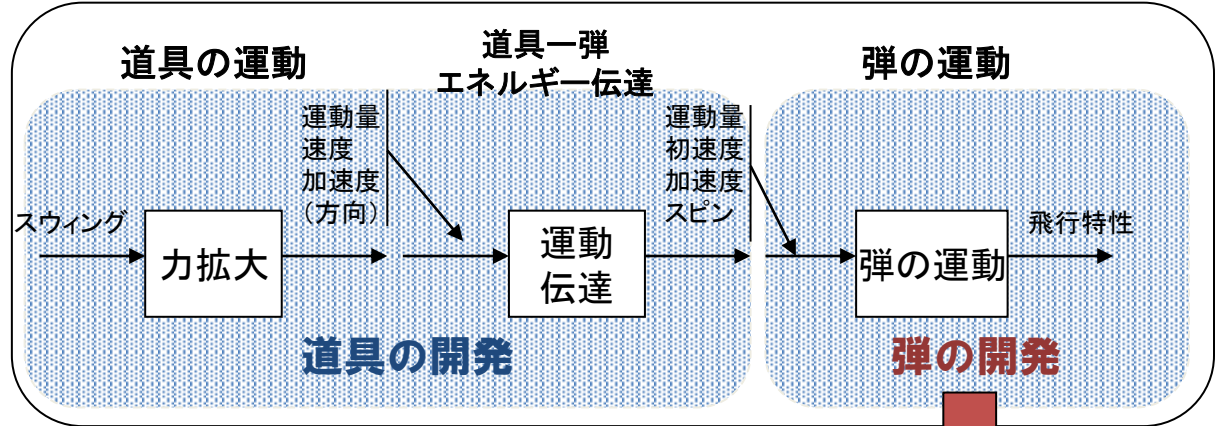 道具の運動
道具ー弾
エネルギー伝達
弾の運動
運動量
速度
加速度
(方向)
運動量
初速度
加速度
スピン
スウィング
力拡大
運動
伝達
弾の運動
飛行特性
道具の開発
弾の開発